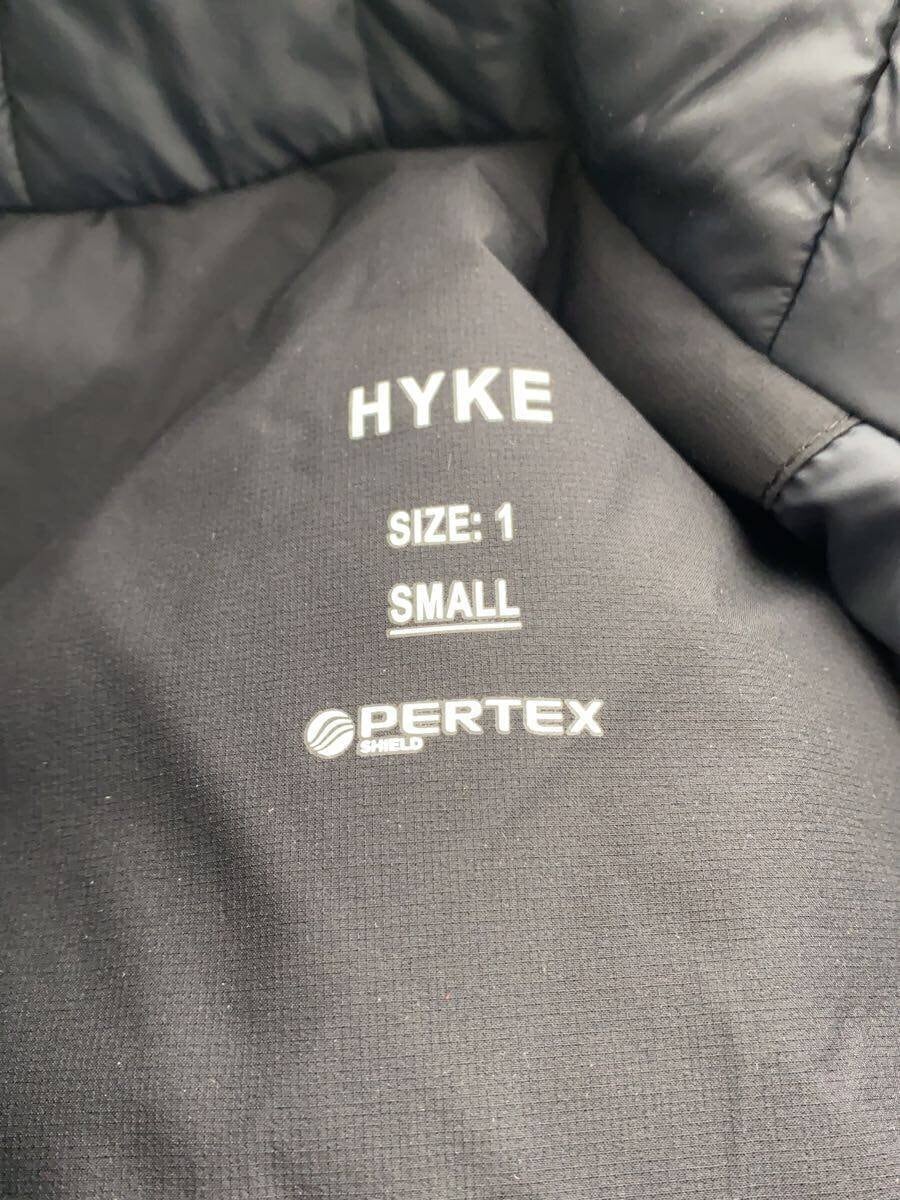 HYKE
SIZE: 1
SMALL
PERTEX
SHIELD